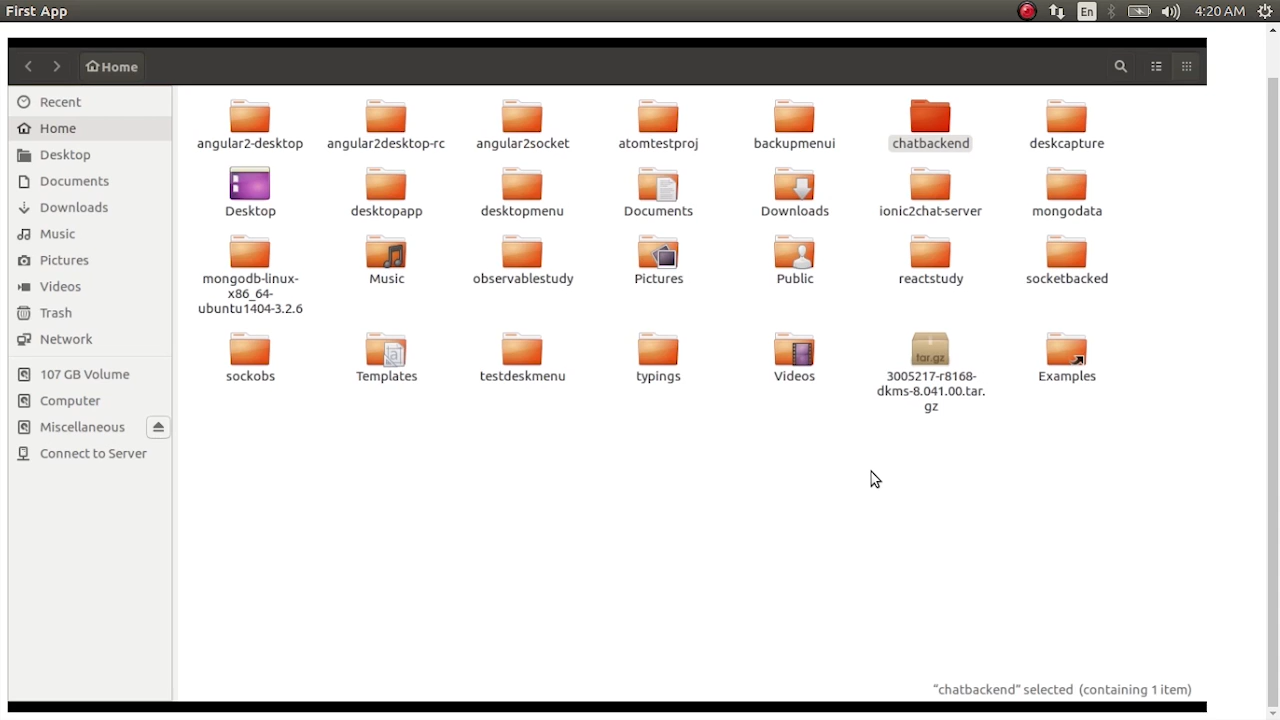 First App
En
4:20 AM
Home
Recent
Home
Desktop
Documents
Downloads
Music
Pictures
Videos
Trash
Network
107 GB Volume
Computer
Miscellaneous
Connect to Server
angular2-desktop
angular2desktop-rc
angular2socket
atomtestproj
backupmenui
chatbackend
deskcapture
Desktop
desktopapp
desktopmenu
Documents
Downloads
ionic2chat-server
mongodata
mongodb-linux-
x86_64-
ubuntu1404-3.2.6
Music
observablestudy
Pictures
Public
reactstudy
socketbacked
sockobs
Templates
testdeskmenu
typings
Videos
tar.gz
3005217-r8168-
dkms-8.041.00.tar.
gz
Examples
“chatbackend” selected (containing 1 item)